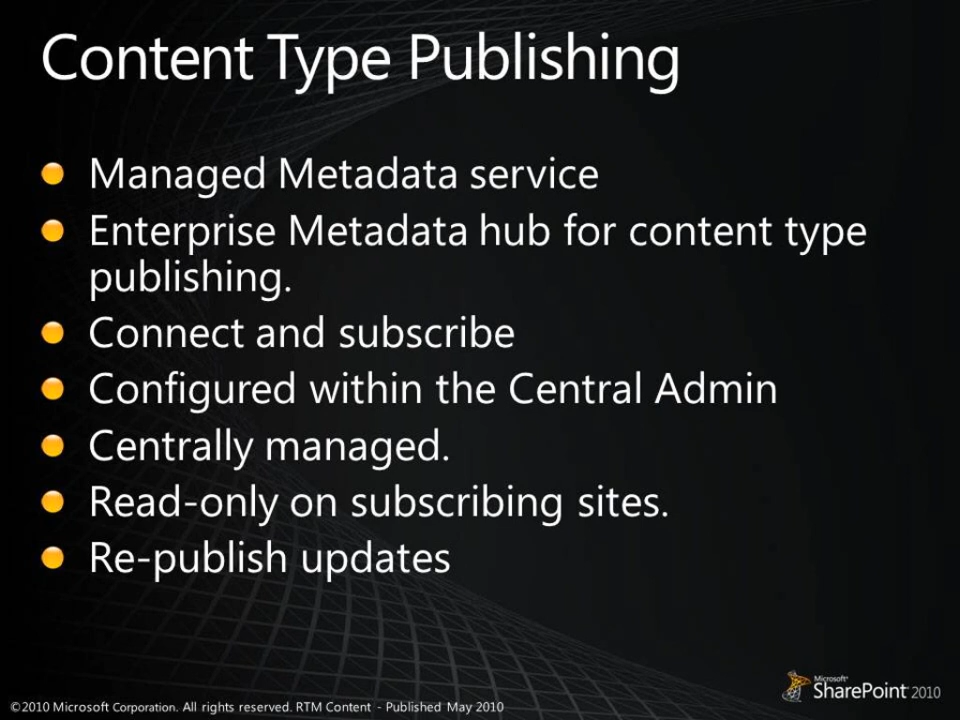 Content Type Publishing
Managed Metadata service
Enterprise Metadata hub for content type
publishing.
Connect and subscribe
Configured within the Central Admin
Centrally managed.
Read-only on subscribing sites.
Re-publish updates
Microsoft®
SharePoint 2010
©2010 Microsoft Corporation. All rights reserved. RTM Content - Published May 2010